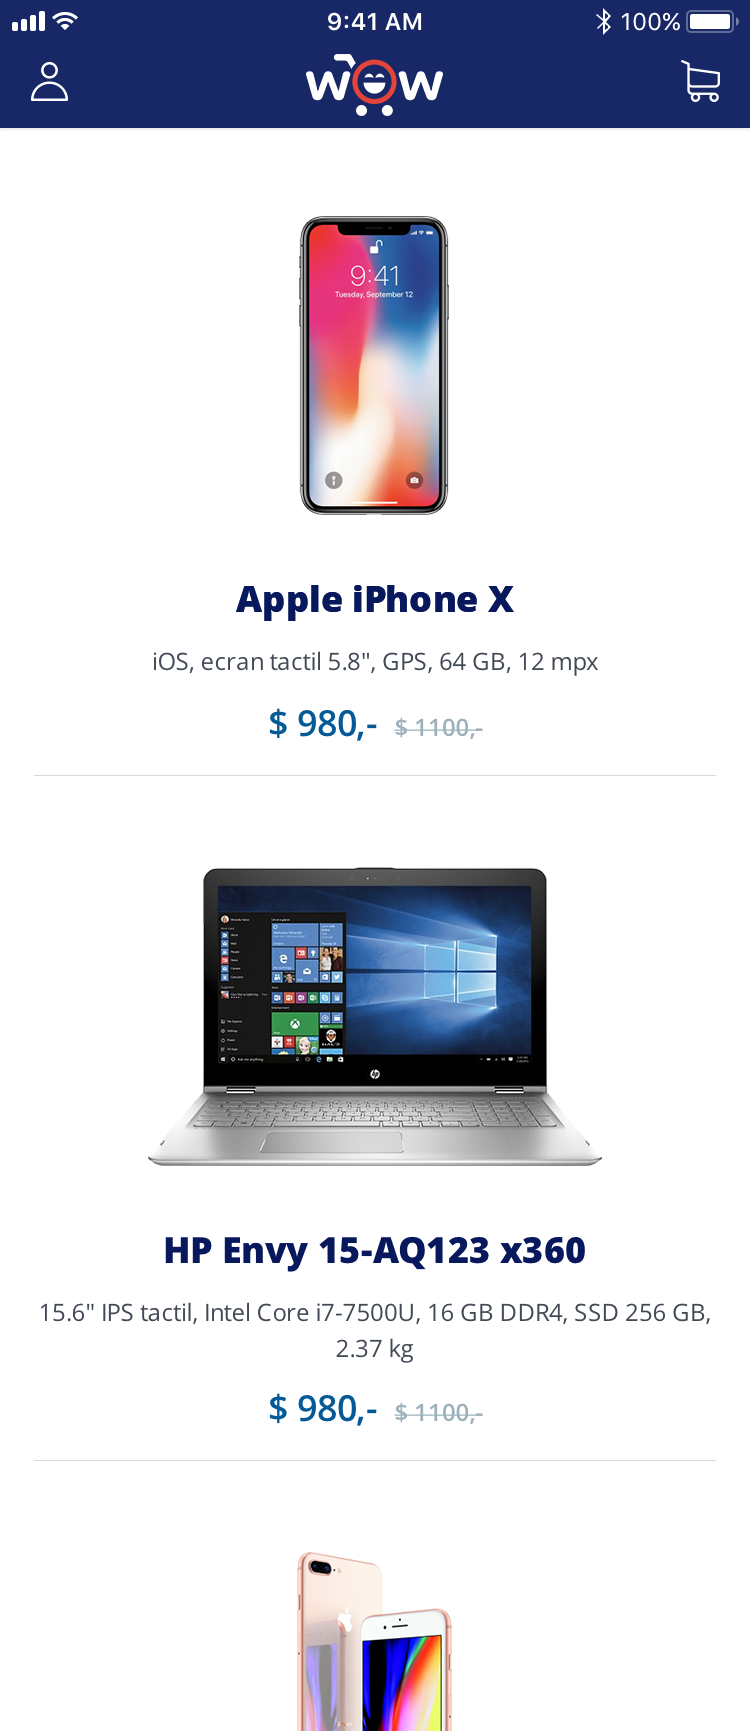 9:41 AM
100%
WOW
9:41
Tuesday, September 12
Apple iPhone X
iOS, ecran tactil 5.8", GPS, 64 GB, 12 mpx
$ 980,- $ 1100,-
hp
HP Envy 15-AQ123 x360
15.6" IPS tactil, Intel Core i7-7500U, 16 GB DDR4, SSD 256 GB,
2.37 kg
$ 980,- $ 1100,-